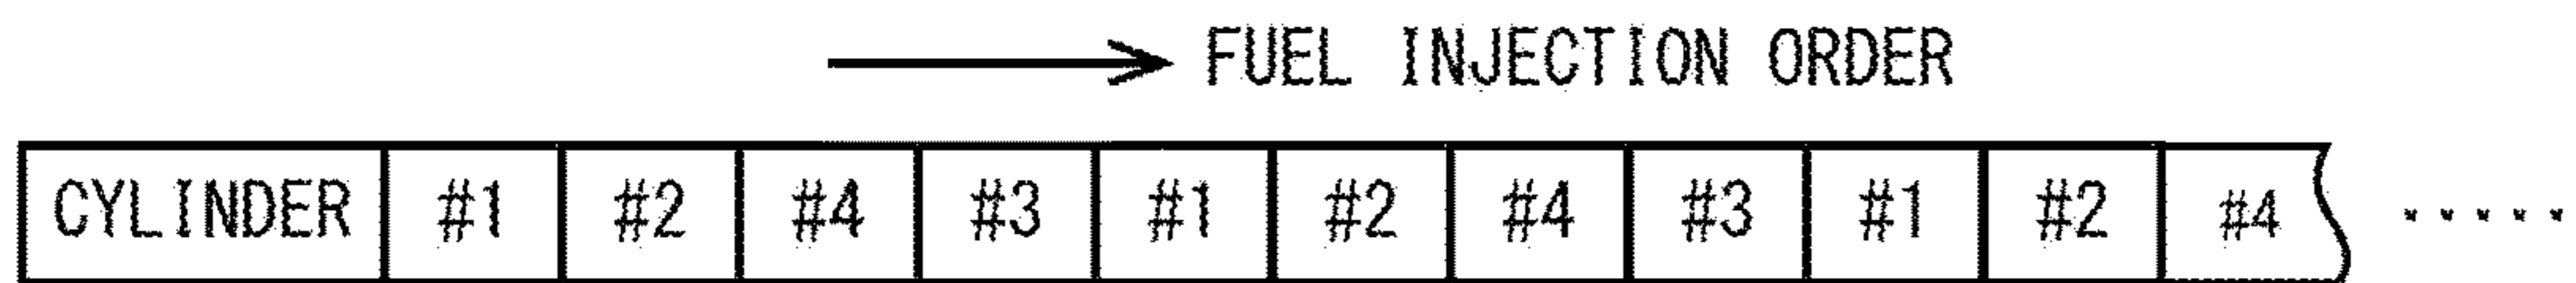 FUEL INJECTION ORDER
CYLINDER #1 #2 #4 #3 #1 #2 #4 #3 #1 #2 #4 .....